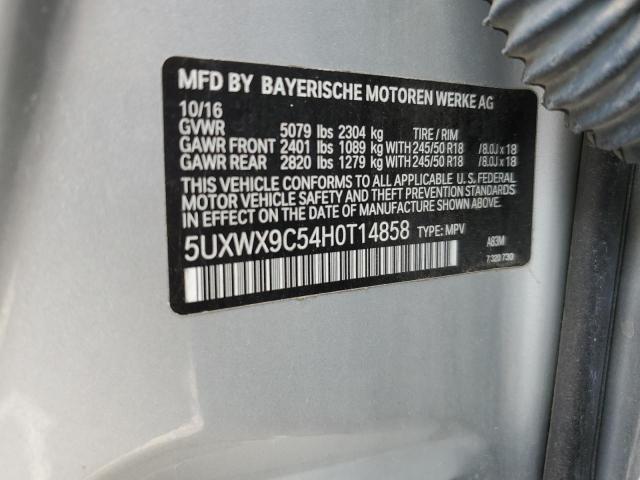 MFD BY BAYERISCHE MOTOREN WERKE AG
10/16
GVWR 5079 lbs 2304 kg TIRE / RIM
GAWR FRONT 2401 lbs 1089 kg WITH 245/50 R18 /8.0J x 18
GAWR REAR 2820 lbs 1279 kg WITH 245/50 R18 /8.0J x 18
THIS VEHICLE CONFORMS TO ALL APPLICABLE U.S. FEDERAL
MOTOR VEHICLE SAFETY AND THEFT PREVENTION STANDARDS
IN EFFECT ON THE DATE OF MANUFACTURE SHOWN ABOVE.
5UXWX9C54H0T14858 TYPE: MPV A83M
7320730